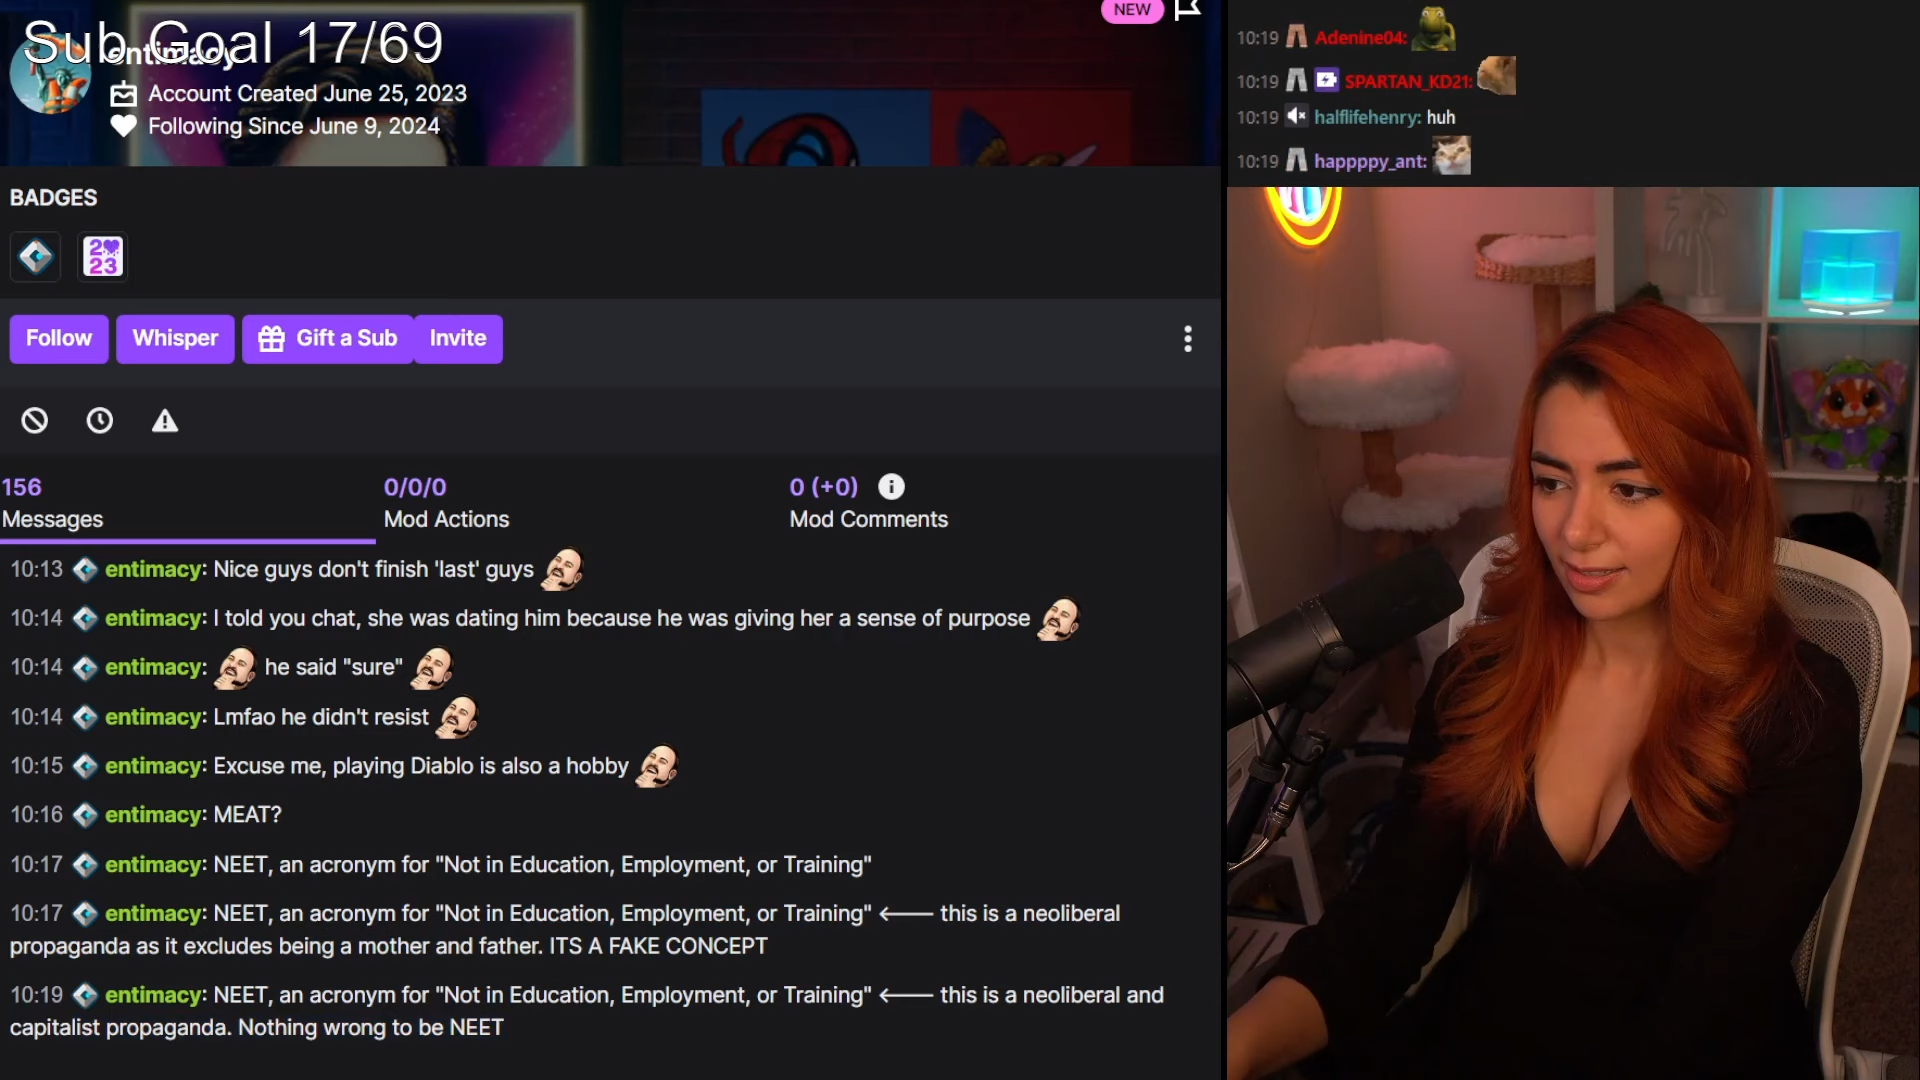 Sub Goal 17/69
entimacy
Account Created June 25, 2023
Following Since June 9, 2024
NEW
BADGES
2023
Follow
Whisper
Gift a Sub
Invite
156
Messages
0/0/0
Mod Actions
0 (+0)
Mod Comments
10:13 entimacy: Nice guys don't finish 'last' guys
10:14 entimacy: I told you chat, she was dating him because he was giving her a sense of purpose
10:14 entimacy: he said "sure"
10:14 entimacy: Lmfao he didn't resist
10:15 entimacy: Excuse me, playing Diablo is also a hobby
10:16 entimacy: MEAT?
10:17 entimacy: NEET, an acronym for "Not in Education, Employment, or Training"
10:17 entimacy: NEET, an acronym for "Not in Education, Employment, or Training" <—— this is a neoliberal
propaganda as it excludes being a mother and father. ITS A FAKE CONCEPT
10:19 entimacy: NEET, an acronym for "Not in Education, Employment, or Training" <—— this is a neoliberal and
capitalist propaganda. Nothing wrong to be NEET
10:19 Adenine04:
10:19 SPARTAN_KD21:
10:19 halflifehenry: huh
10:19 happppy_ant: